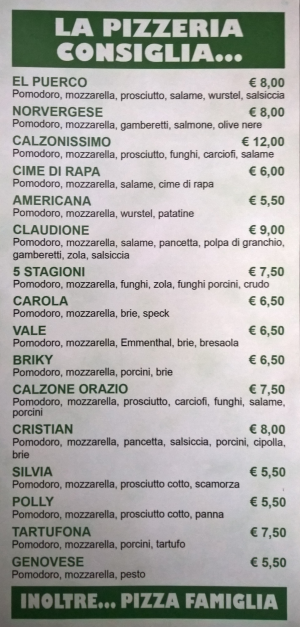 LA PIZZERIA
CONSIGLIA...
EL PUERCO € 8,00
Pomodoro, mozzarella, prosciutto, salame, wurstel, salsiccia
NORVERGESE € 8,00
Pomodoro, mozzarella, gamberetti, salmone, olive nere
CALZONISSIMO € 12,00
Pomodoro, mozzarella, prosciutto, funghi, carciofi, salame
CIME DI RAPA € 6,00
Pomodoro, mozzarella, salame, cime di rapa
AMERICANA € 5,50
Pomodoro, mozzarella, wurstel, patatine
CLAUDIONE € 9,00
Pomodoro, mozzarella, salame, pancetta, polpa di granchio,
gamberetti, zola, salsiccia
5 STAGIONI € 7,50
Pomodoro, mozzarella, funghi, zola, funghi porcini, crudo
CAROLA € 6,50
Pomodoro, mozzarella, brie, speck
VALE € 6,50
Pomodoro, mozzarella, Emmenthal, brie, bresaola
BRIKY € 6,50
Pomodoro, mozzarella, porcini, brie
CALZONE ORAZIO € 7,50
Pomodoro, mozzarella, prosciutto, carciofi, funghi, salame,
porcini
CRISTIAN € 8,00
Pomodoro, mozzarella, pancetta, salsiccia, porcini, cipolla,
brie
SILVIA € 5,50
Pomodoro, mozzarella, prosciutto cotto, scamorza
POLLY € 5,50
Pomodoro, mozzarella, prosciutto cotto, panna
TARTUFONA € 7,50
Pomodoro, mozzarella, porcini, tartufo
GENOVESE € 5,50
Pomodoro, mozzarella, pesto
INOLTRE... PIZZA FAMIGLIA